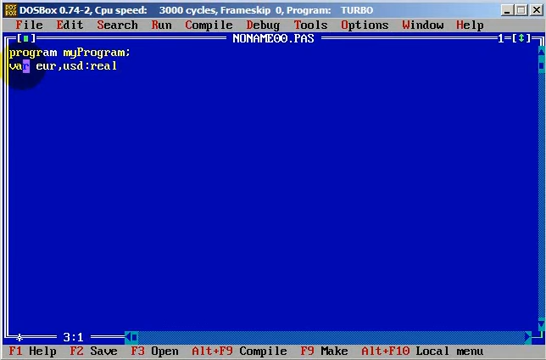 DOSBox 0.74-2, Cpu speed: 3000 cycles, Frameskip 0, Program: TURBO
File Edit Search Run Compile Debug Tools Options Window Help
NONAME00.PAS 1
program myProgram;
var eur,usd:real
3:1
F1 Help F2 Save F3 Open Alt+F9 Compile F9 Make Alt+F10 Local menu